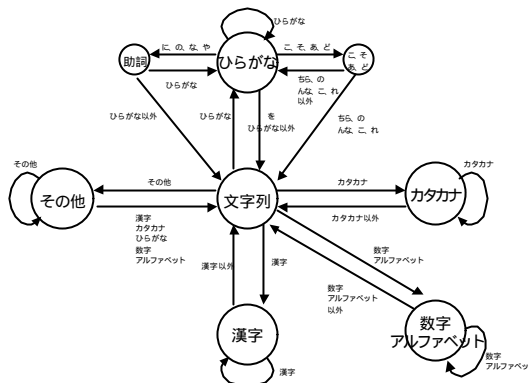 ひらがな
に、の、な、や
こ、そ、あ、ど
助詞
ひらがな
こ、そ
あ、ど
ひらがな
ちら、の
んな、こ、れ
以外
ひらがな以外
ひらがな
を
ひらがな以外
ちら、の
んな、こ、れ
その他
その他
カタカナ
カタカナ
その他
文字列
カタカナ
漢字
カタカナ
ひらがな
数字
アルファベット
カタカナ以外
漢字以外
漢字
数字
アルファベット
数字
アルファベット
以外
漢字
数字
アルファベット
数字
アルファベット
漢字